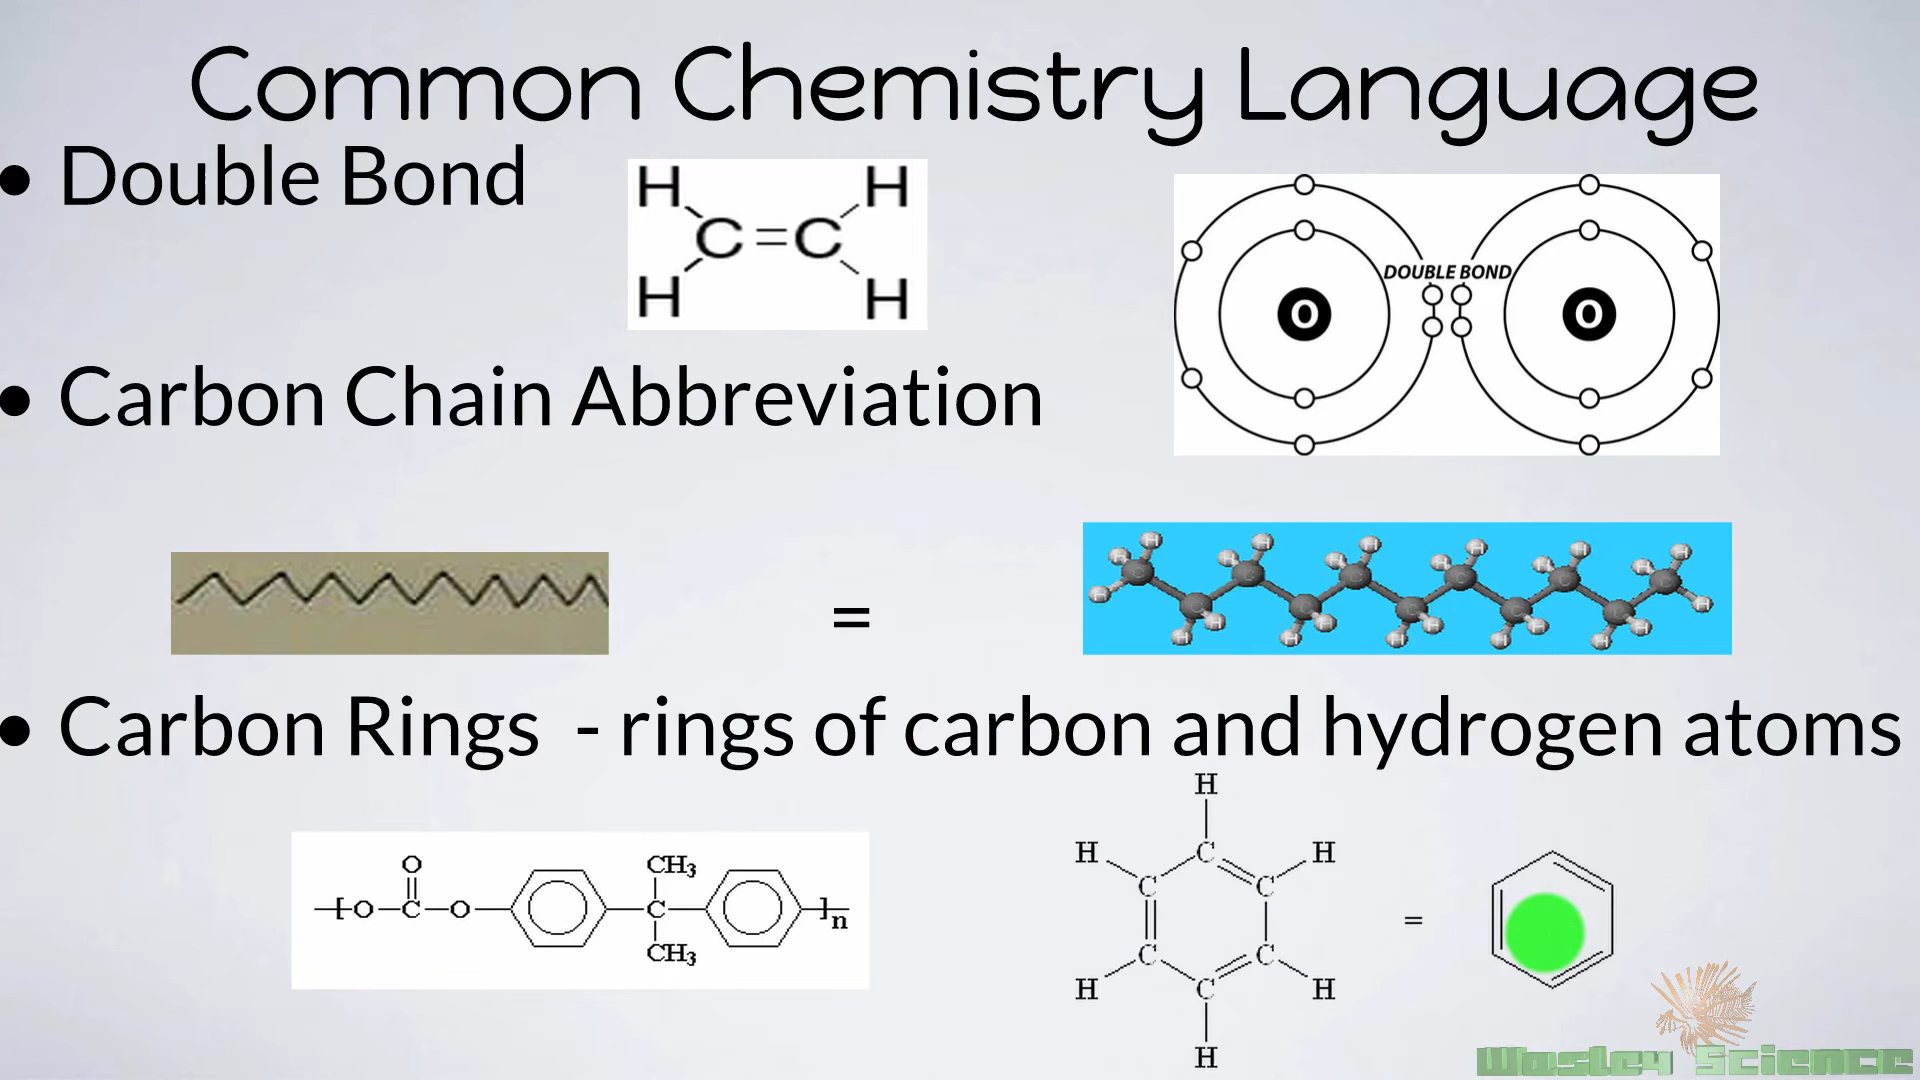 Common Chemistry Language
• Double Bond
H H
C=C
H H
DOUBLE BOND
O O
• Carbon Chain Abbreviation
=
• Carbon Rings - rings of carbon and hydrogen atoms
O CH3
[O-C-O C ]n
CH3
H
H C H
C C
=
C C
H C H
H
Wasley Science